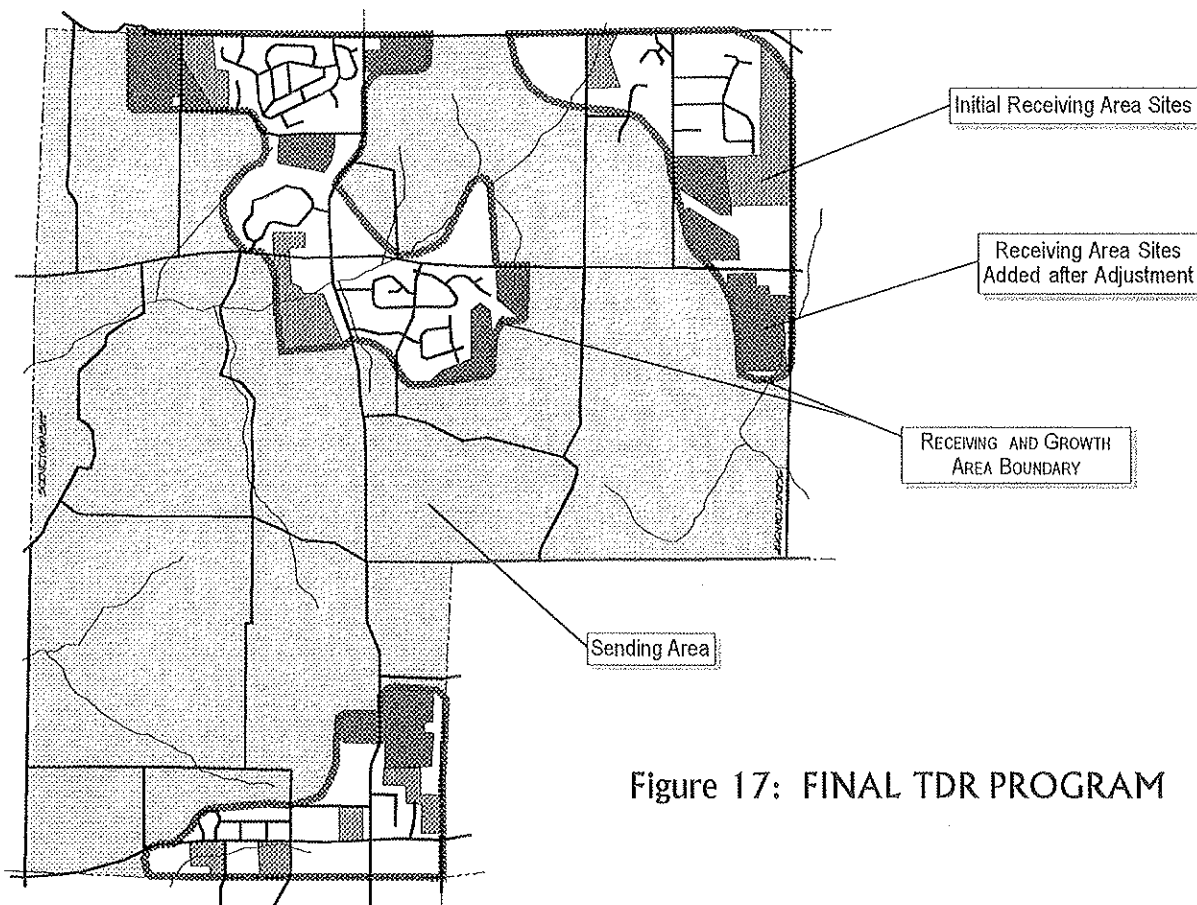 Initial Receiving Area Sites
Receiving Area Sites
Added after Adjustment
RECEIVING AND GROWTH
AREA BOUNDARY
Sending Area
Figure 17: FINAL TDR PROGRAM